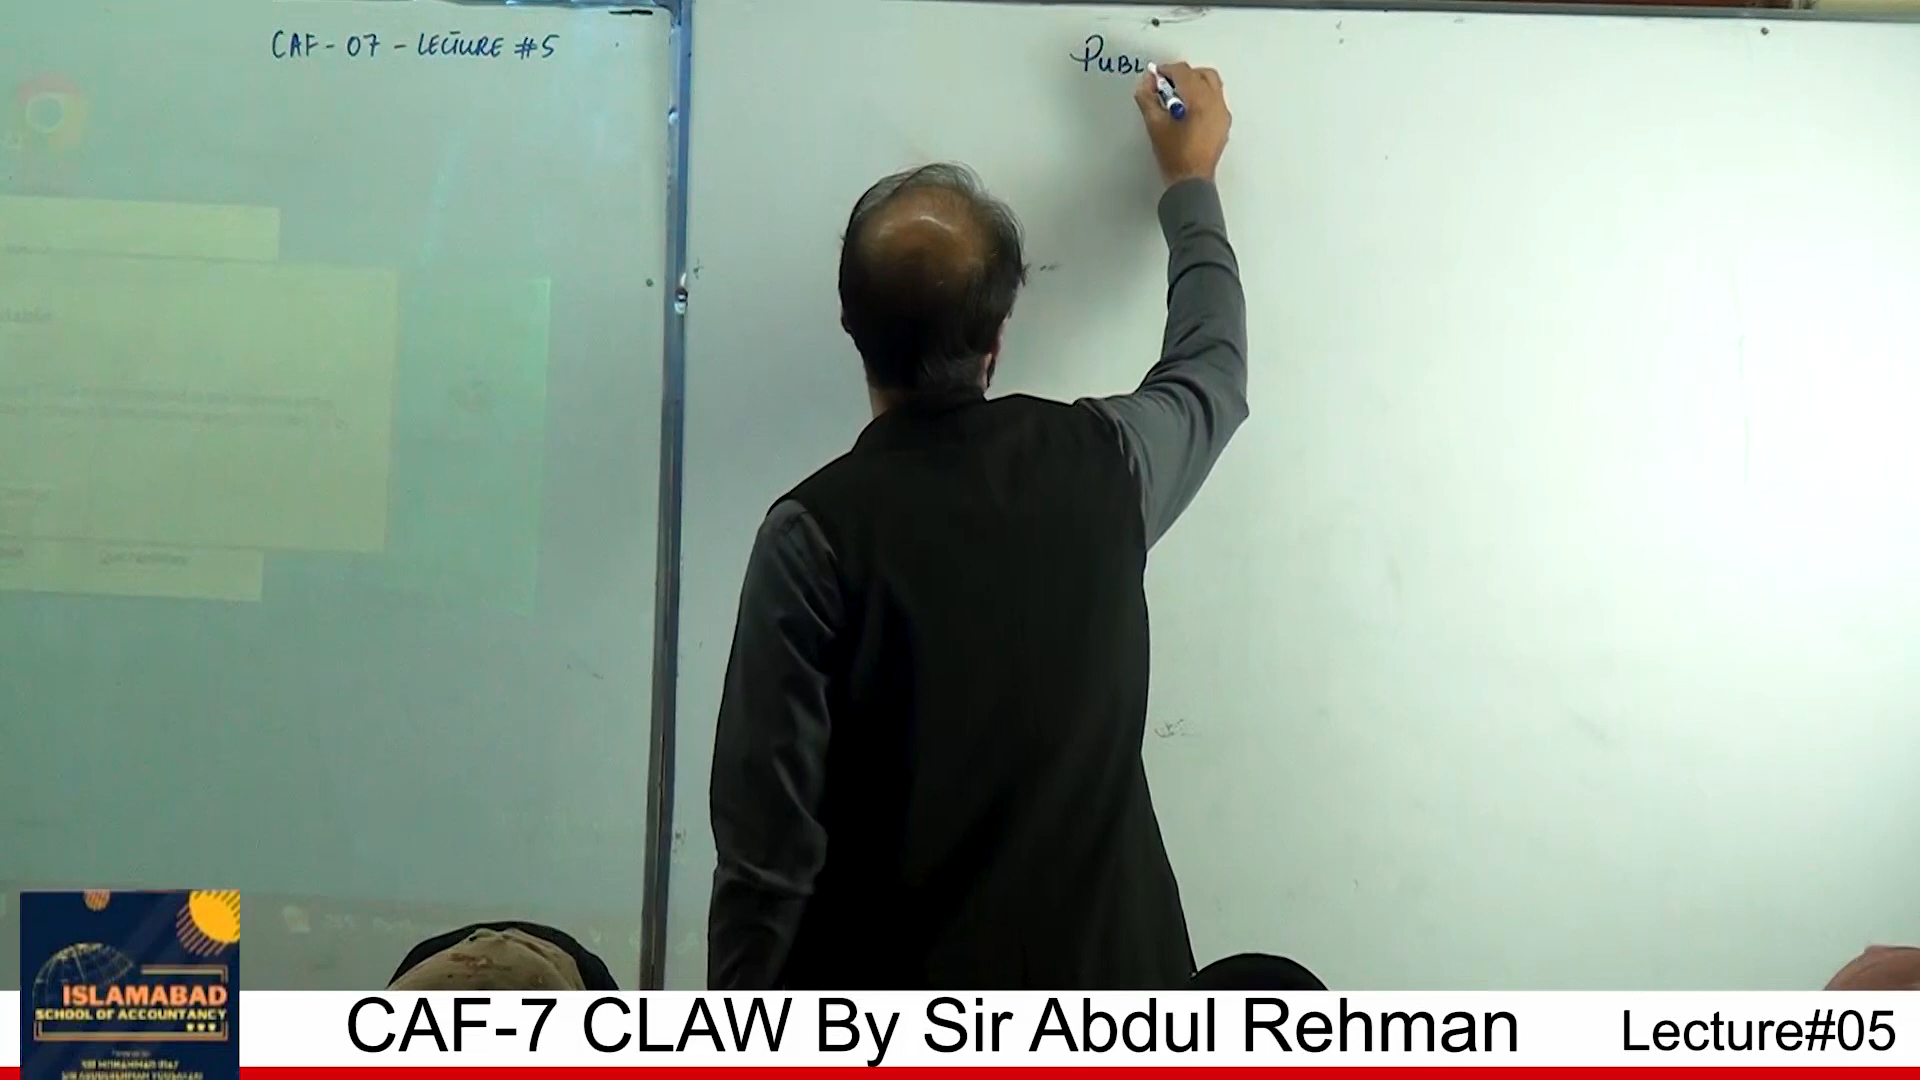 CAF - 07 - LECTURE #5
PUBL
ISLAMABAD
SCHOOL OF ACCOUNTANCY
CAF-7 CLAW By Sir Abdul Rehman
Lecture#05